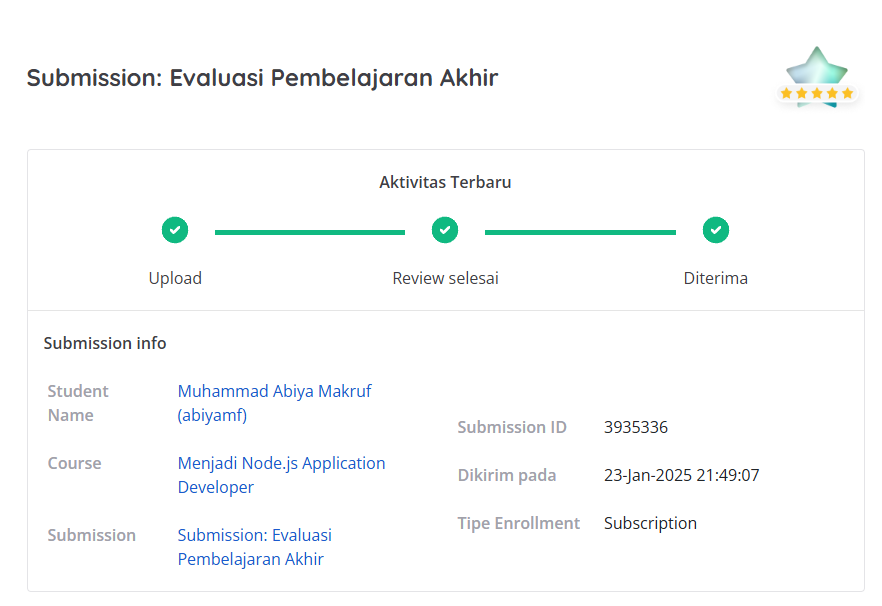 Submission: Evaluasi Pembelajaran Akhir
Aktivitas Terbaru
Upload
Review selesai
Diterima
Submission info
Student
Name
Muhammad Abiya Makruf
(abiyamf)
Course
Menjadi Node.js Application
Developer
Submission
Submission: Evaluasi
Pembelajaran Akhir
Submission ID
3935336
Dikirim pada
23-Jan-2025 21:49:07
Tipe Enrollment
Subscription